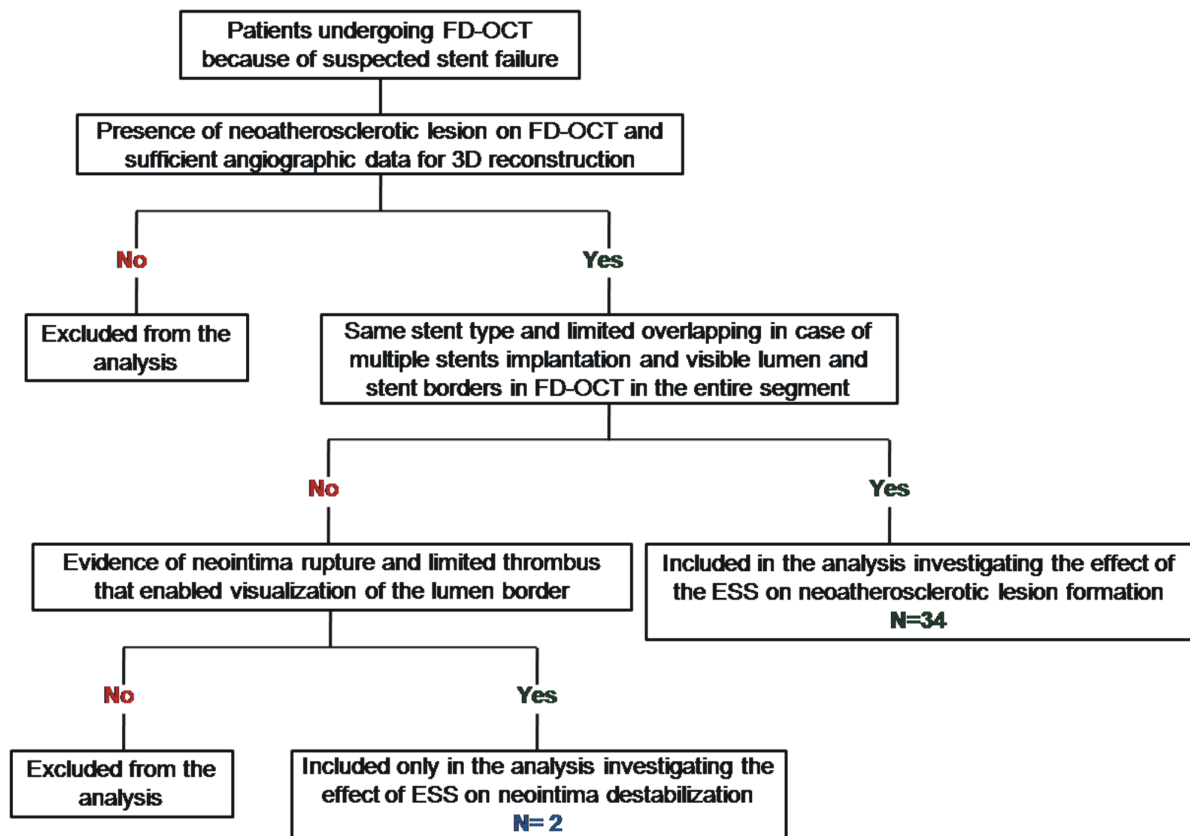 Patients undergoing FD-OCT
because of suspected stent failure
Presence of neoatherosclerotic lesion on FD-OCT and
sufficient angiographic data for 3D reconstruction
No
Yes
Excluded from the
analysis
Same stent type and limited overlapping in case of
multiple stents implantation and visible lumen and
stent borders in FD-OCT in the entire segment
No
Yes
Evidence of neointima rupture and limited thrombus
that enabled visualization of the lumen border
Included in the analysis investigating the effect of
the ESS on neoatherosclerotic lesion formation
N=34
No
Yes
Excluded from the
analysis
Included only in the analysis investigating the
effect of ESS on neointima destabilization
N= 2